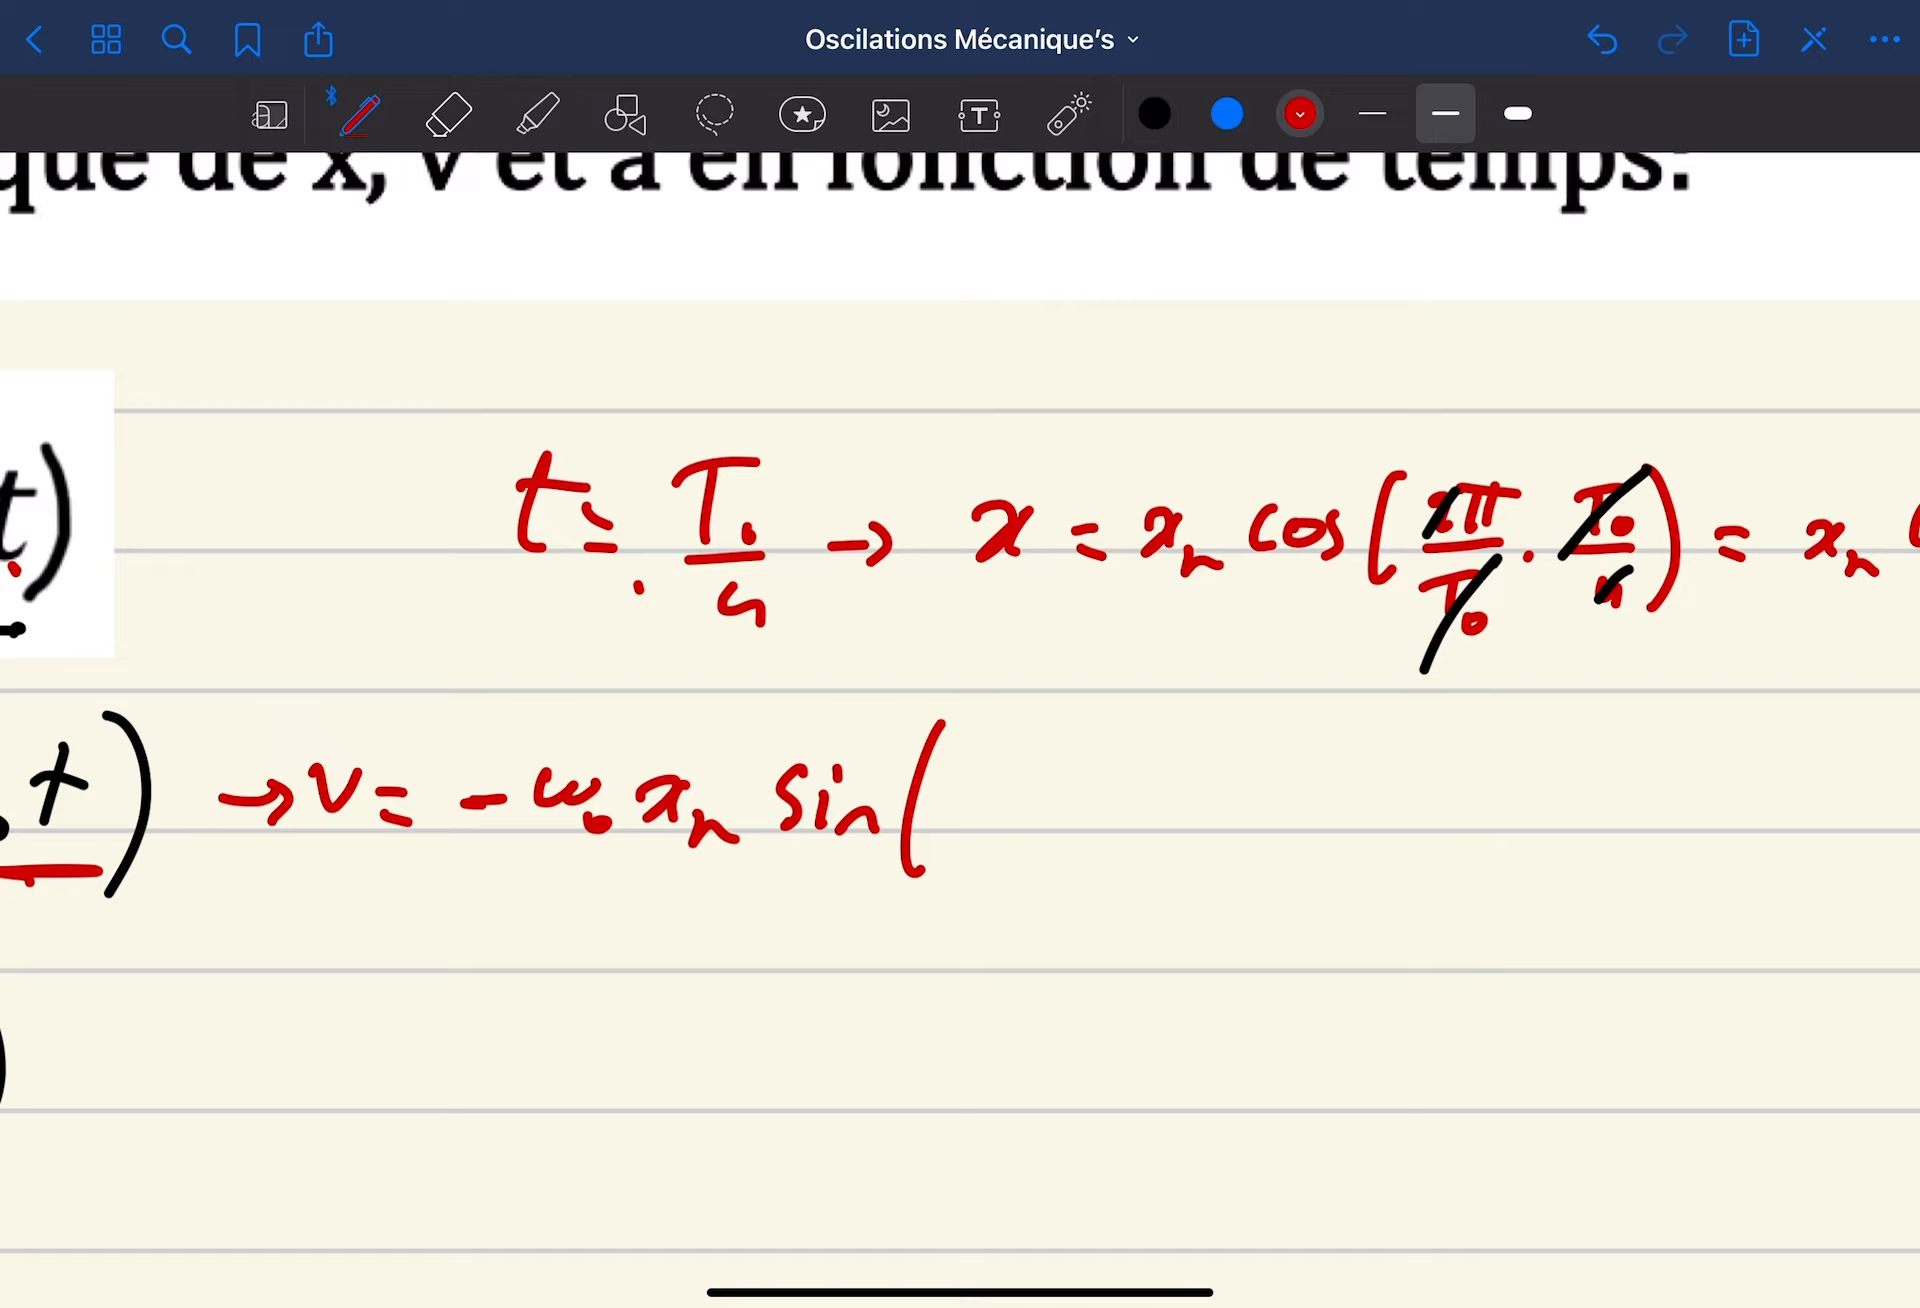 Oscilations Mécanique's
que de x, v et a en fonction de temps:
t)
t = T₀/4 → x = xₘ cos(2π/T₀ . T₀/4) = xₘ
t) → v = - ω₀ xₘ sin(
)